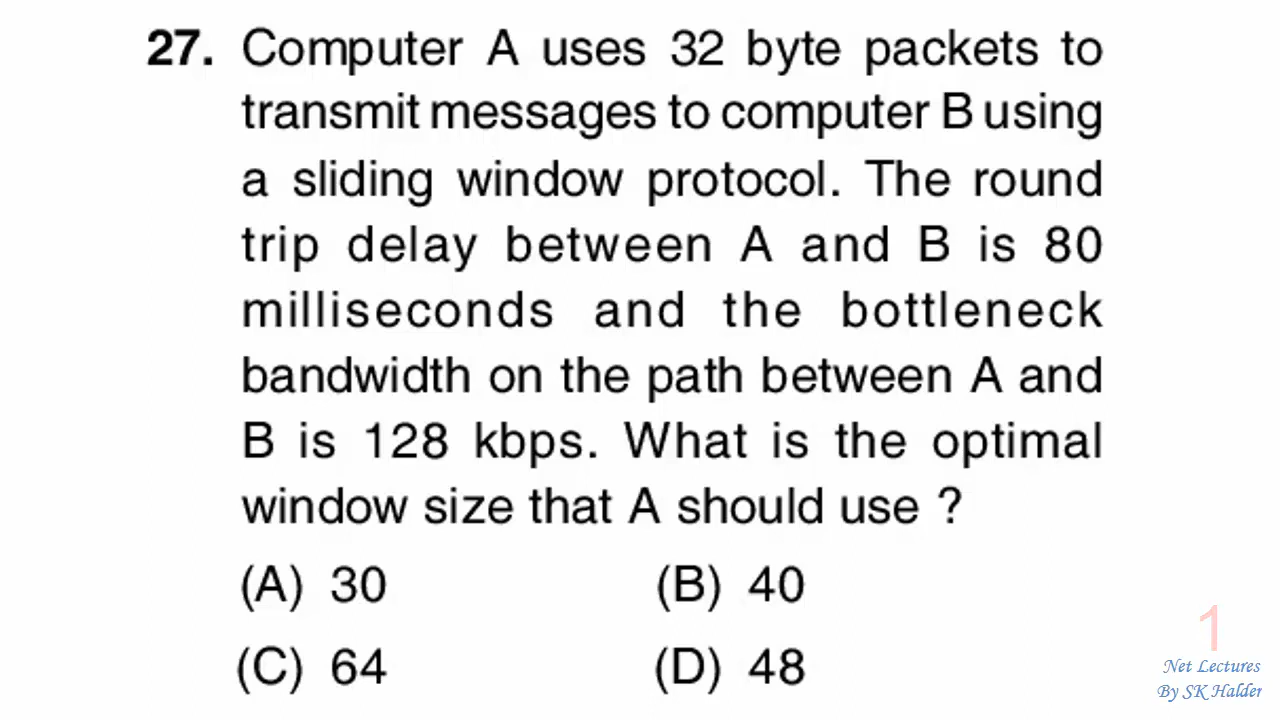 27. Computer A uses 32 byte packets to
transmit messages to computer B using
a sliding window protocol. The round
trip delay between A and B is 80
milliseconds and the bottleneck
bandwidth on the path between A and
B is 128 kbps. What is the optimal
window size that A should use ?
(A) 30 (B) 40
(C) 64 (D) 48
1
Net Lectures
By SK Halder